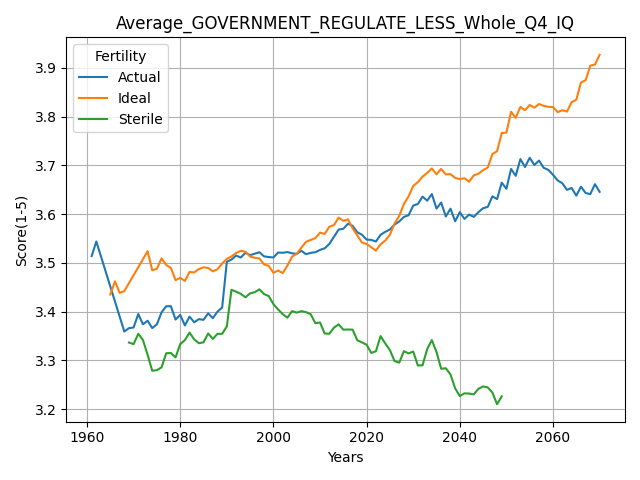 Average_GOVERNMENT_REGULATE_LESS_Whole_Q4_IQ
Fertility
Actual
Ideal
Sterile
Score(1-5)
3.9
3.8
3.7
3.6
3.5
3.4
3.3
3.2
1960
1980
2000
2020
2040
2060
Years